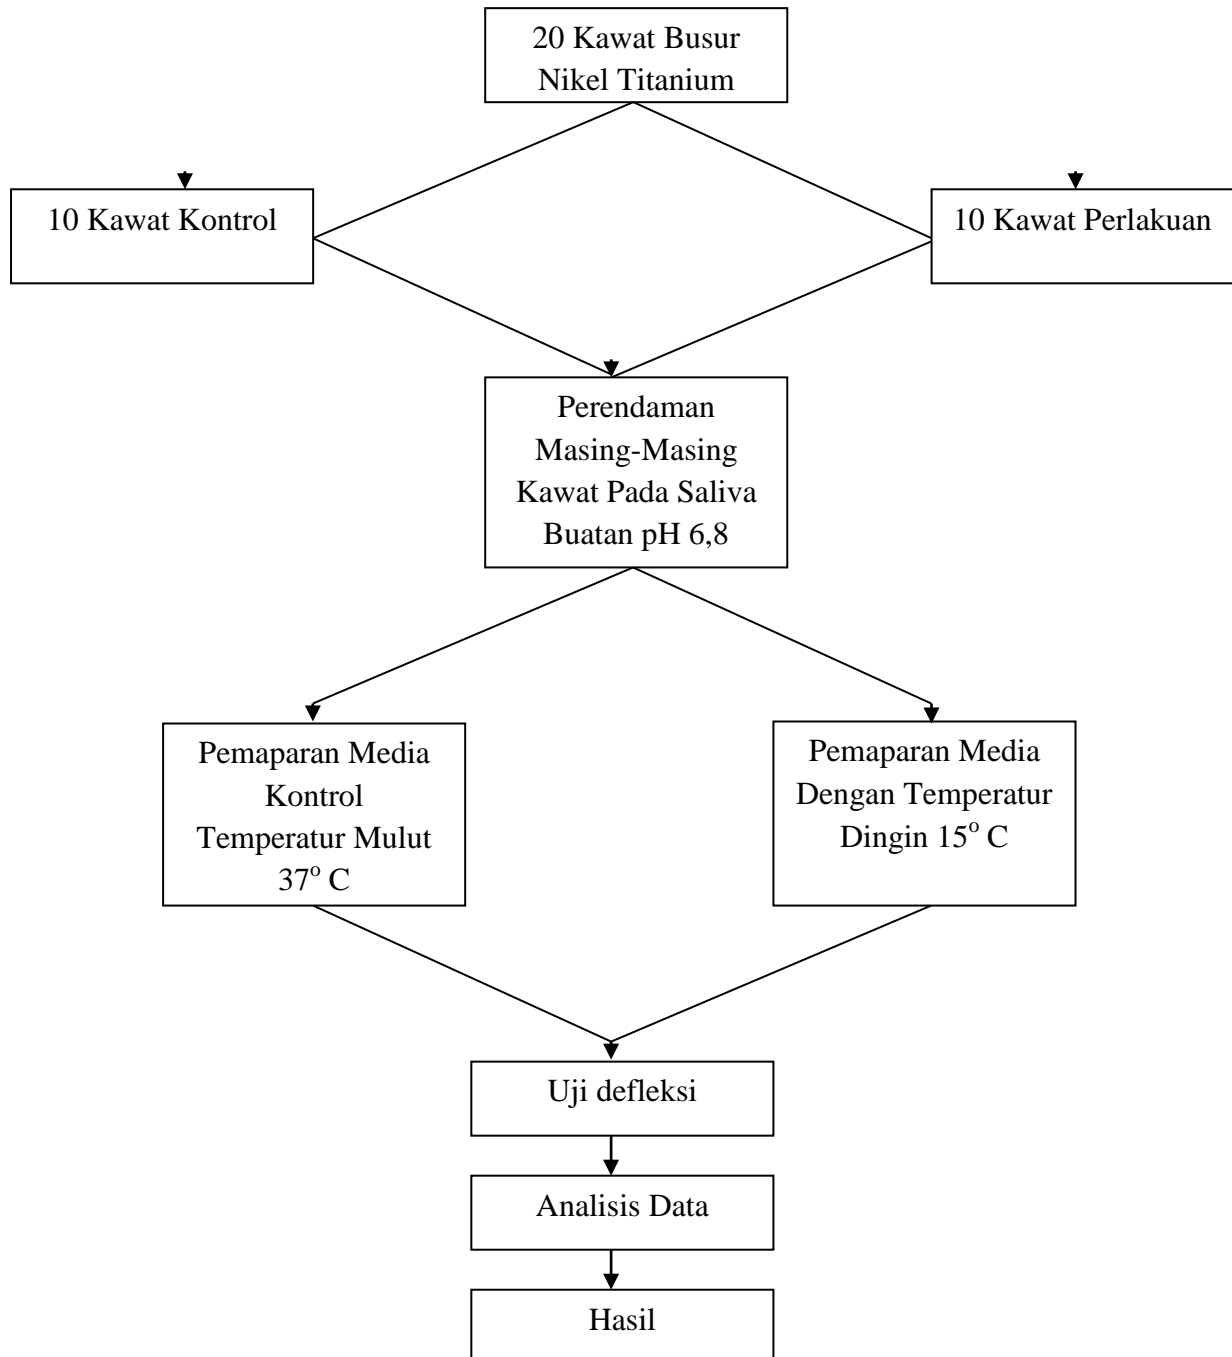 20 Kawat Busur
Nikel Titanium
10 Kawat Kontrol
10 Kawat Perlakuan
Perendaman
Masing-Masing
Kawat Pada Saliva
Buatan pH 6,8
Pemaparan Media
Kontrol
Temperatur Mulut
37° C
Pemaparan Media
Dengan Temperatur
Dingin 15° C
Uji defleksi
Analisis Data
Hasil